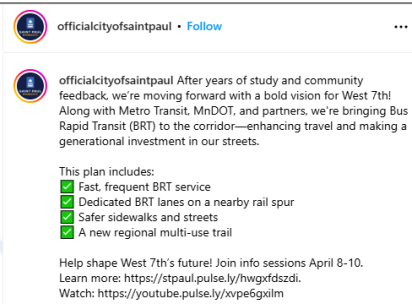 officialcityofsaintpaul • Follow
officialcityofsaintpaul After years of study and community
feedback, we're moving forward with a bold vision for West 7th!
Along with Metro Transit, MnDOT, and partners, we're bringing Bus
Rapid Transit (BRT) to the corridor—enhancing travel and making a
generational investment in our streets.
This plan includes:
✅ Fast, frequent BRT service
✅ Dedicated BRT lanes on a nearby rail spur
✅ Safer sidewalks and streets
✅ A new regional multi-use trail
Help shape West 7th's future! Join info sessions April 8-10.
Learn more: https://stpaul.pulse.ly/hwgxfdszdi.
Watch: https://youtube.pulse.ly/xvpe6gxilm